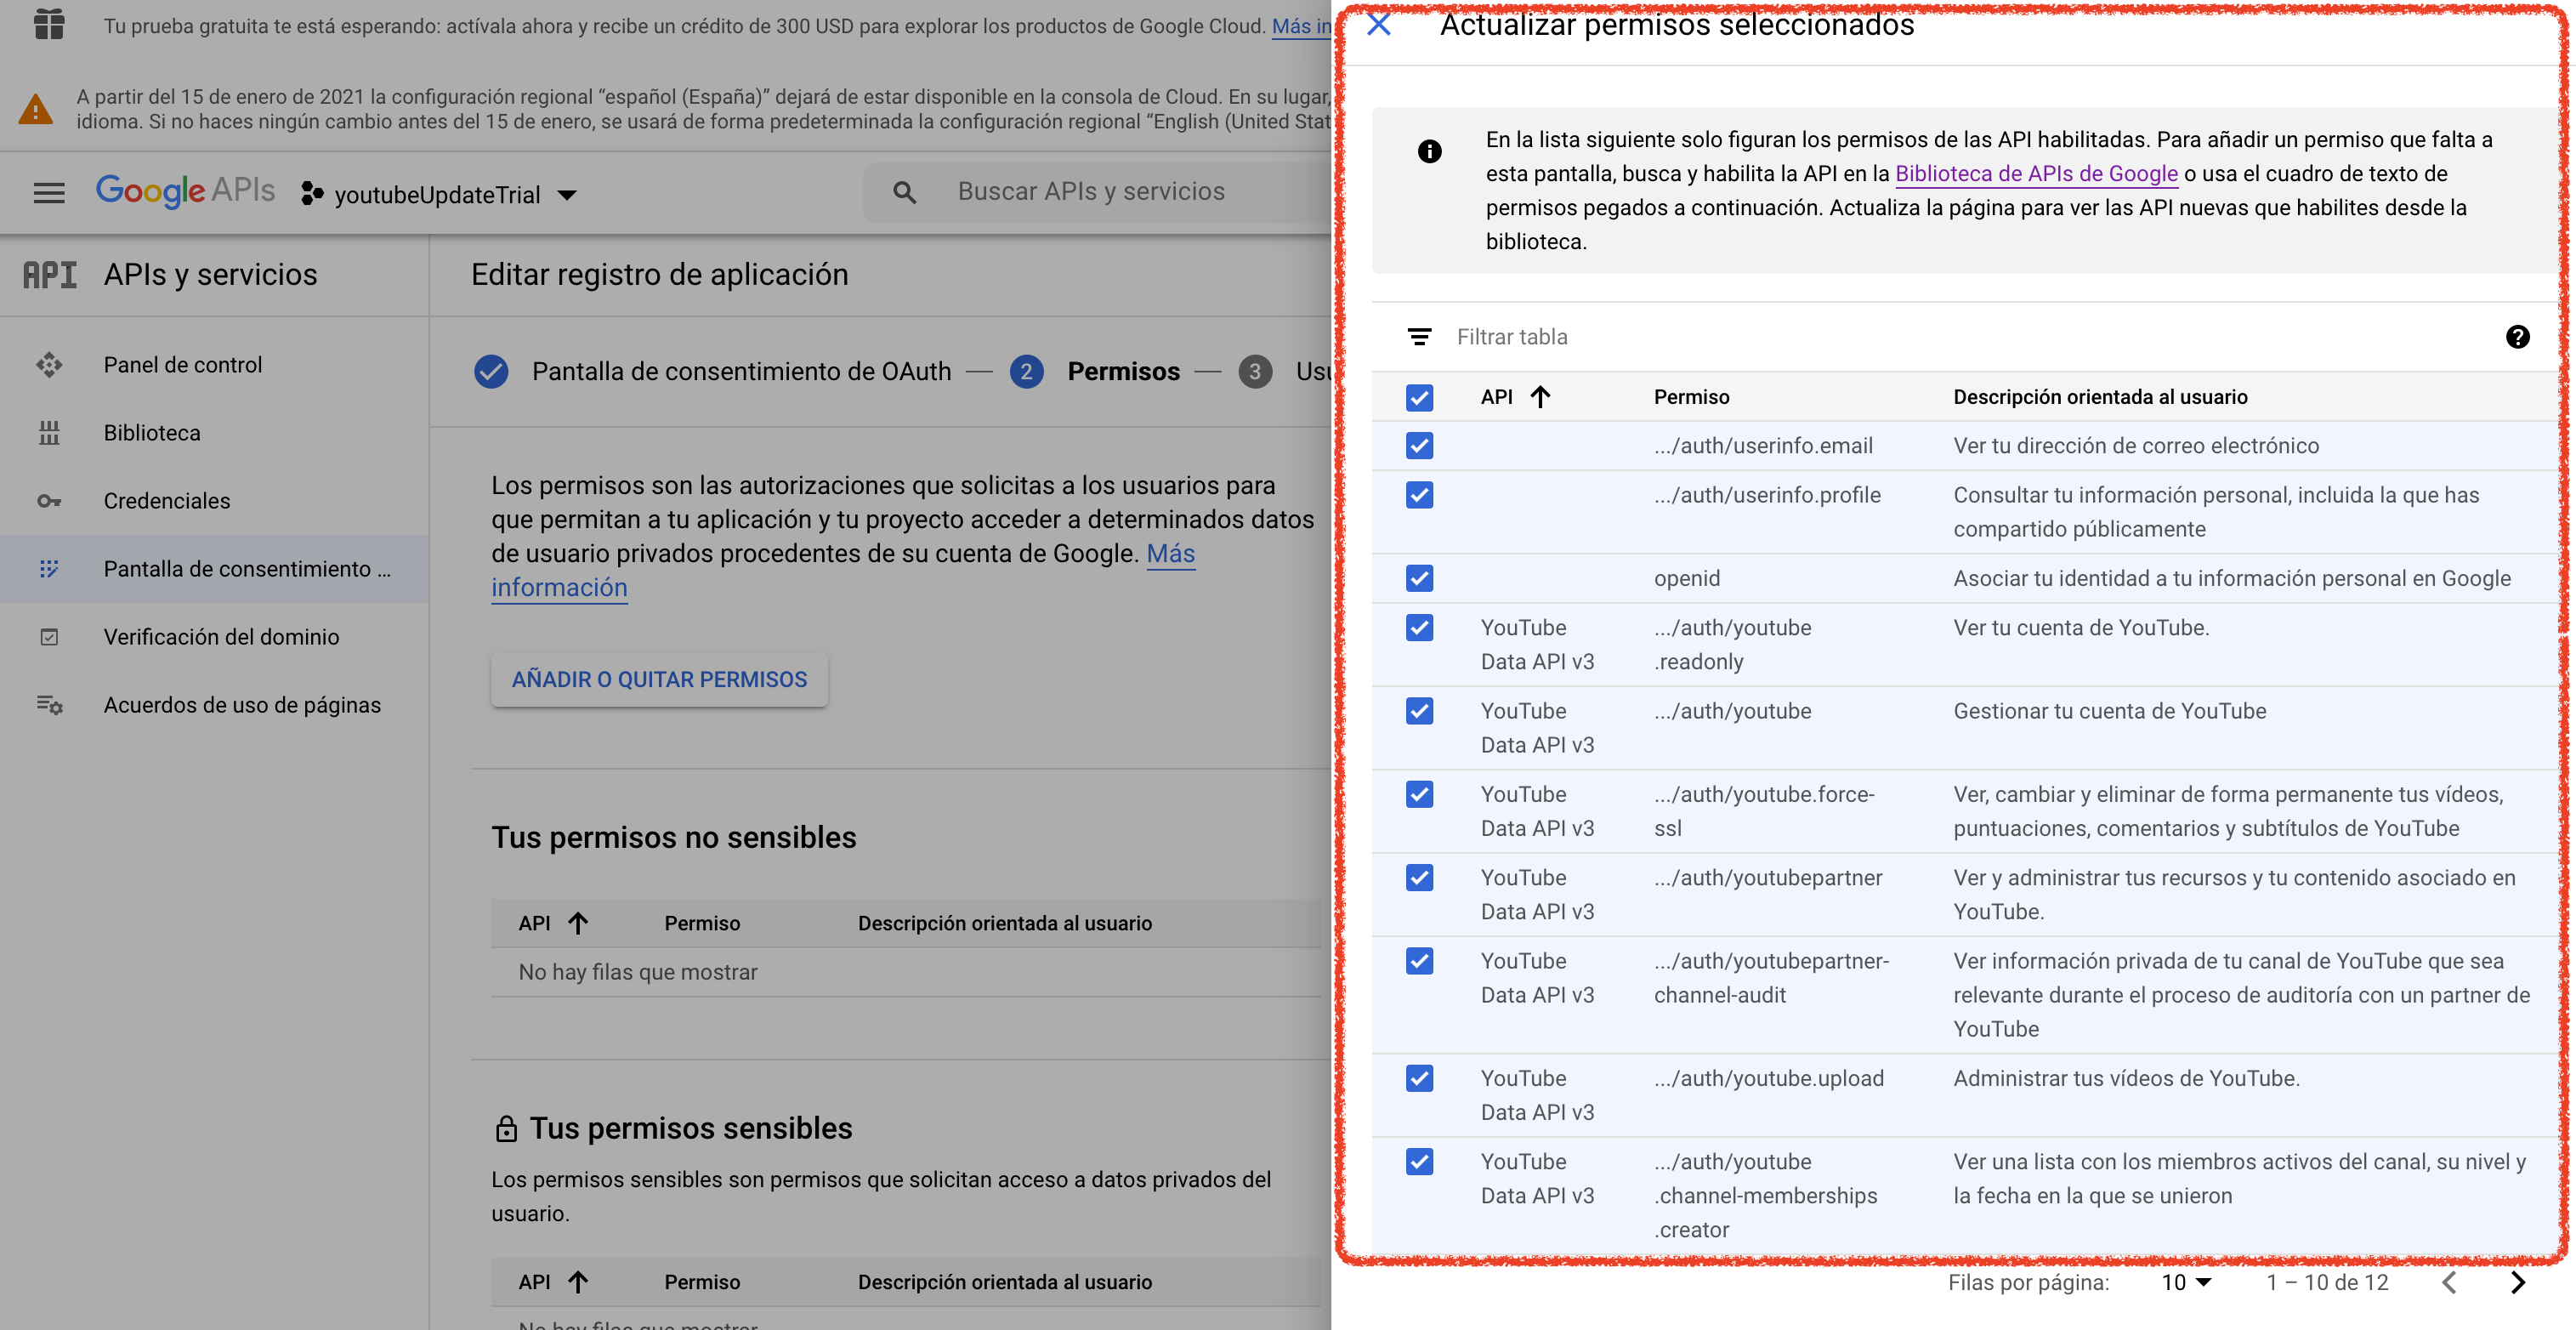 Tu prueba gratuita te está esperando: actívala ahora y recibe un crédito de 300 USD para explorar los productos de Google Cloud. Más in
A partir del 15 de enero de 2021 la configuración regional “español (España)” dejará de estar disponible en la consola de Cloud. En su lugar,
idioma. Si no haces ningún cambio antes del 15 de enero, se usará de forma predeterminada la configuración regional “English (United Stat
Google APIs
youtubeUpdateTrial
Buscar APIs y servicios
API APIs y servicios
Panel de control
Biblioteca
Credenciales
Pantalla de consentimiento ...
Verificación del dominio
Acuerdos de uso de páginas
Editar registro de aplicación
Pantalla de consentimiento de OAuth — 2 Permisos — 3 Usu
Los permisos son las autorizaciones que solicitas a los usuarios para
que permitan a tu aplicación y tu proyecto acceder a determinados datos
de usuario privados procedentes de su cuenta de Google. Más
información
AÑADIR O QUITAR PERMISOS
Tus permisos no sensibles
API Permiso Descripción orientada al usuario
No hay filas que mostrar
Tus permisos sensibles
Los permisos sensibles son permisos que solicitan acceso a datos privados del
usuario.
API Permiso Descripción orientada al usuario
No hay filas que mostrar
Actualizar permisos seleccionados
En la lista siguiente solo figuran los permisos de las API habilitadas. Para añadir un permiso que falta a
esta pantalla, busca y habilita la API en la Biblioteca de APIs de Google o usa el cuadro de texto de
permisos pegados a continuación. Actualiza la página para ver las API nuevas que habilites desde la
biblioteca.
Filtrar tabla
API Permiso Descripción orientada al usuario
.../auth/userinfo.email Ver tu dirección de correo electrónico
.../auth/userinfo.profile Consultar tu información personal, incluida la que has
compartido públicamente
openid Asociar tu identidad a tu información personal en Google
YouTube .../auth/youtube Ver tu cuenta de YouTube.
Data API v3 .readonly
YouTube .../auth/youtube Gestionar tu cuenta de YouTube
Data API v3
YouTube .../auth/youtube.force- Ver, cambiar y eliminar de forma permanente tus vídeos,
Data API v3 ssl puntuaciones, comentarios y subtítulos de YouTube
YouTube .../auth/youtubepartner Ver y administrar tus recursos y tu contenido asociado en
Data API v3 YouTube.
YouTube .../auth/youtubepartner- Ver información privada de tu canal de YouTube que sea
Data API v3 channel-audit relevante durante el proceso de auditoría con un partner de
YouTube
YouTube .../auth/youtube.upload Administrar tus vídeos de YouTube.
Data API v3
YouTube .../auth/youtube Ver una lista con los miembros activos del canal, su nivel y
Data API v3 .channel-memberships la fecha en la que se unieron
.creator
Filas por página: 10 1 – 10 de 12